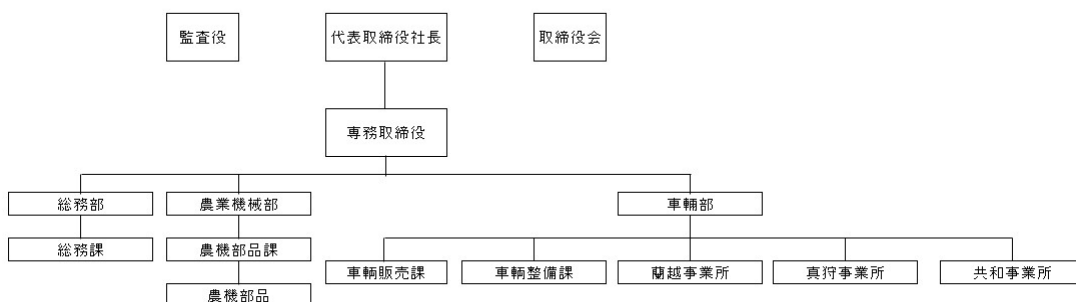 監査役
代表取締役社長
取締役会
専務取締役
総務部
農業機械部
車輌部
総務課
農機部品課
車輌販売課
車輌整備課
蘭越事業所
真狩事業所
共和事業所
農機部品